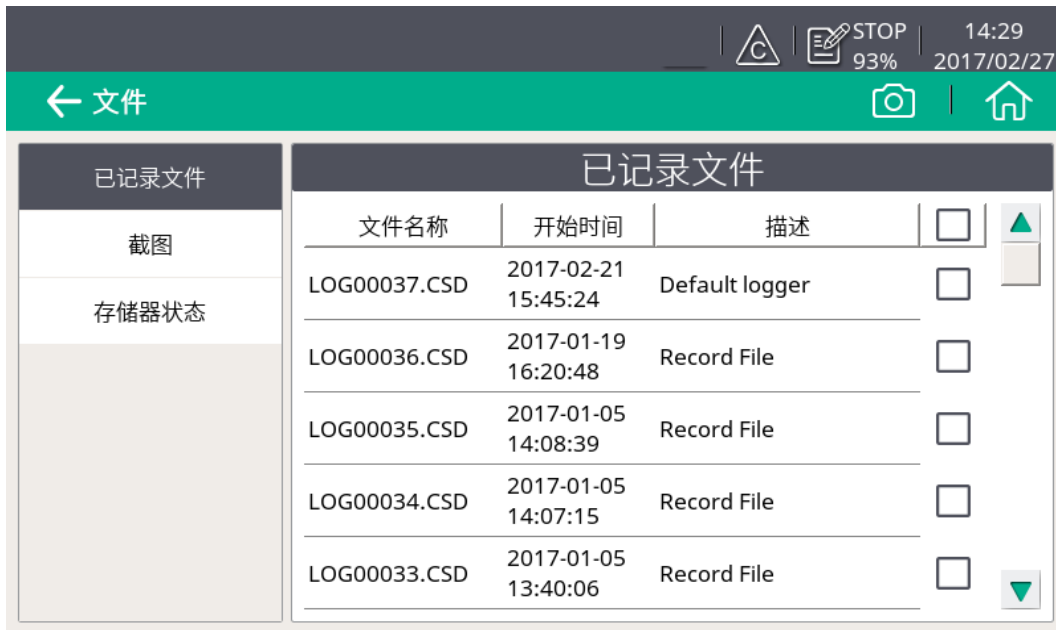 C
STOP
93%
14:29
2017/02/27
文件
已记录文件
截图
存储器状态
已记录文件
文件名称 开始时间 描述
LOG00037.CSD 2017-02-21 15:45:24 Default logger
LOG00036.CSD 2017-01-19 16:20:48 Record File
LOG00035.CSD 2017-01-05 14:08:39 Record File
LOG00034.CSD 2017-01-05 14:07:15 Record File
LOG00033.CSD 2017-01-05 13:40:06 Record File